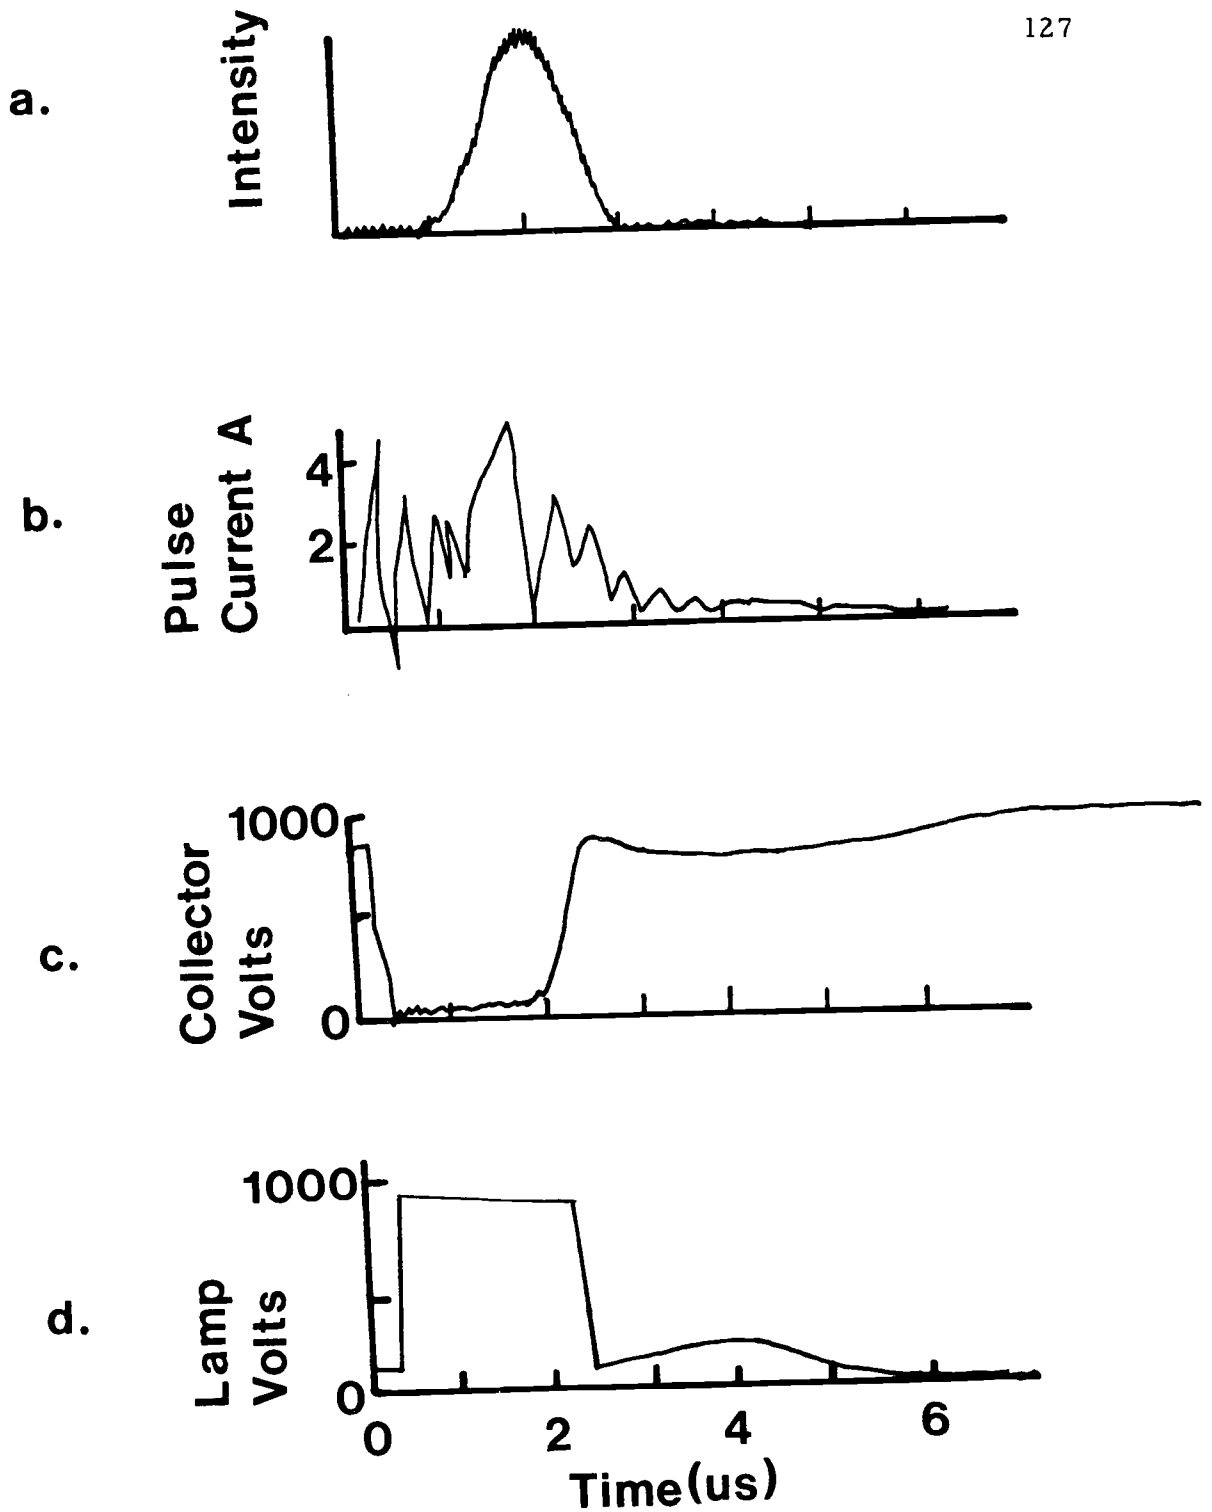 127
a.
Intensity
b.
Pulse
Current A
4
2
c.
Collector
Volts
1000
0
d.
Lamp
Volts
1000
0
0 2 4 6
Time(us)